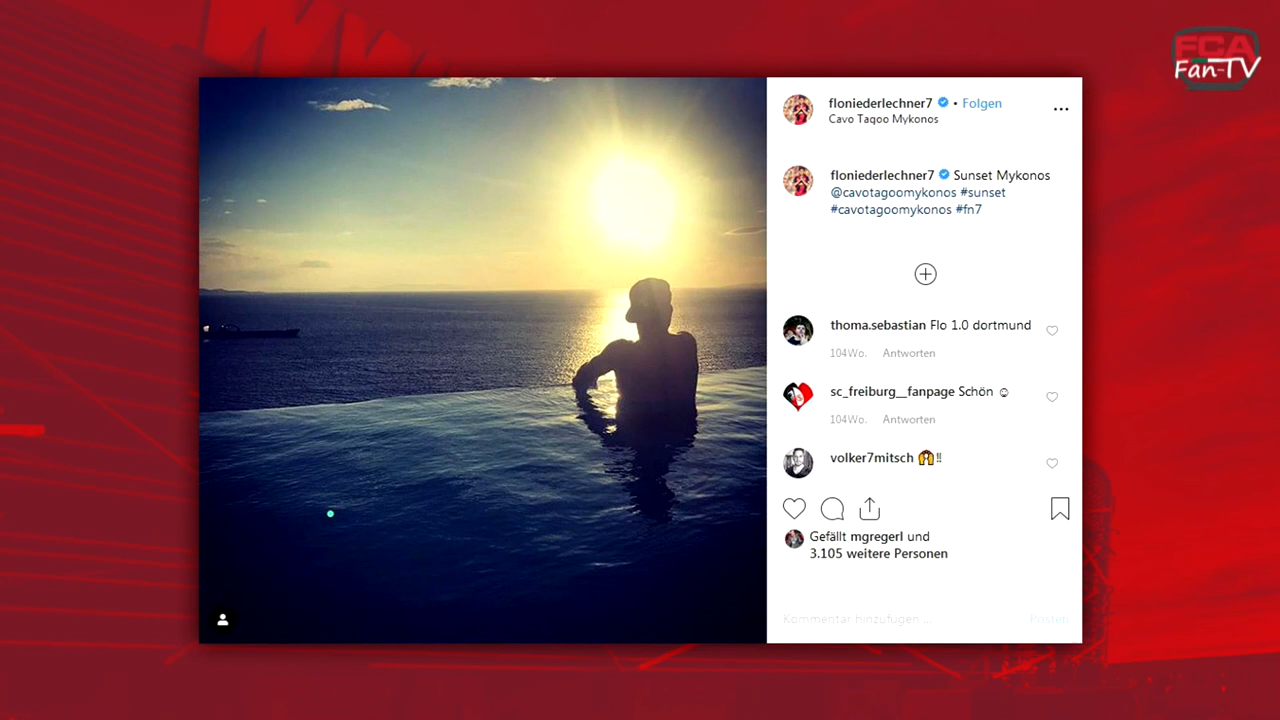 FCA
Fan-TV
floniederlechner7 • Folgen
Cavo Tagoo Mykonos
floniederlechner7 Sunset Mykonos
@cavotagoomykonos #sunset
#cavotagoomykonos #fn7
thoma.sebastian Flo 1.0 dortmund
104Wo. Antworten
sc_freiburg__fanpage Schön ☺
104Wo. Antworten
volker7mitsch 🙌‼
Gefällt mgregerl und
3.105 weitere Personen
Kommentar hinzufügen ...
Posten